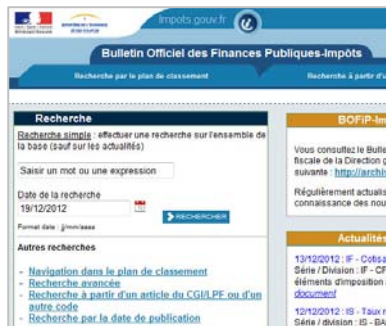 Impots.gouv.fr
Bulletin Officiel des Finances Publiques-Impôts
Recherche par le plan de classement
Recherche à partir d'u
Recherche
Recherche simple : effectuer une recherche sur l'ensemble de
la base (sauf sur les actualités)
Saisir un mot ou une expression
Date de la recherche
19/12/2012
RECHERCHER
Format date : jj/mm/aaaa
Autres recherches
- Navigation dans le plan de classement
- Recherche avancée
- Recherche à partir d'un article du CGI/LPF ou d'un
autre code
- Recherche par la date de publication
BOFiP-Im
Vous consultez le Bulle
fiscale de la Direction g
suivante : http://archiv
Régulièrement actualis
connaissance des nou
Actualités
13/12/2012 : IF - Cotisa
Série / Division : IF - CF
éléments d'imposition
document
12/12/2012 : IS - Taux
Série / division : IS - BA